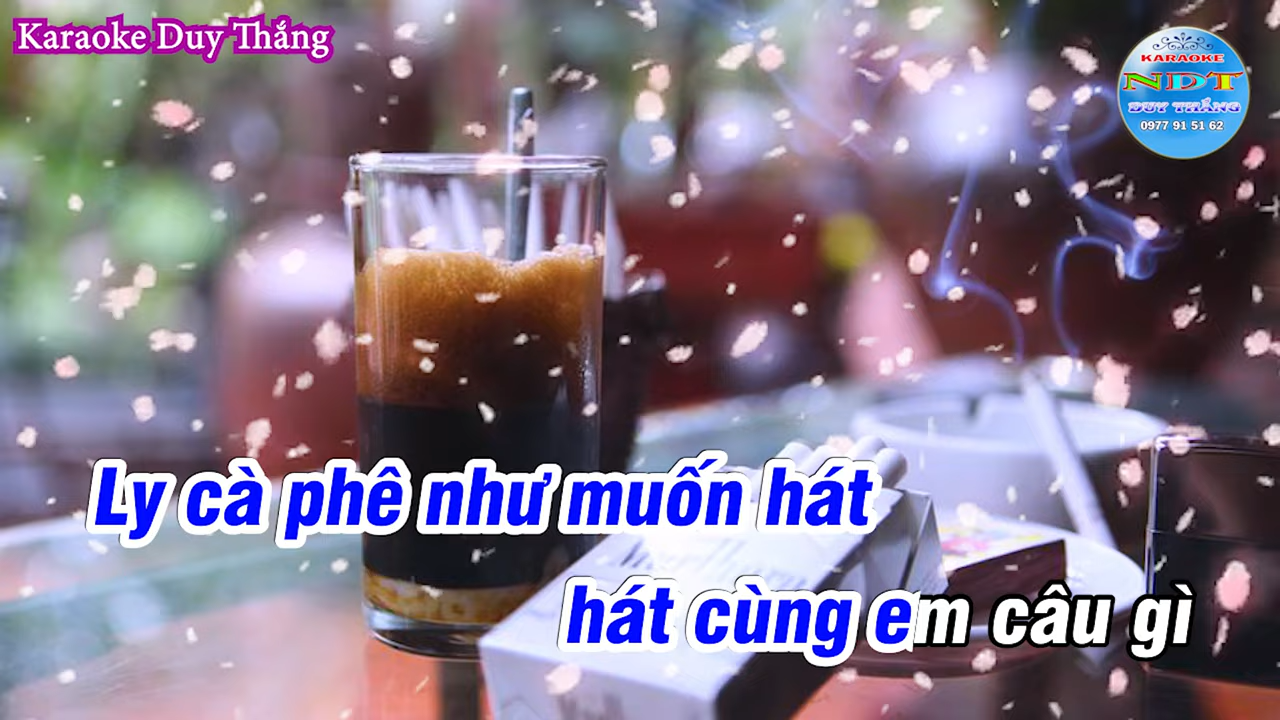 Karaoke Duy Thắng
KARAOKE
NDT
DUY THẮNG
0977 91 51 62
Ly cà phê như muốn hát
hát cùng em câu gì